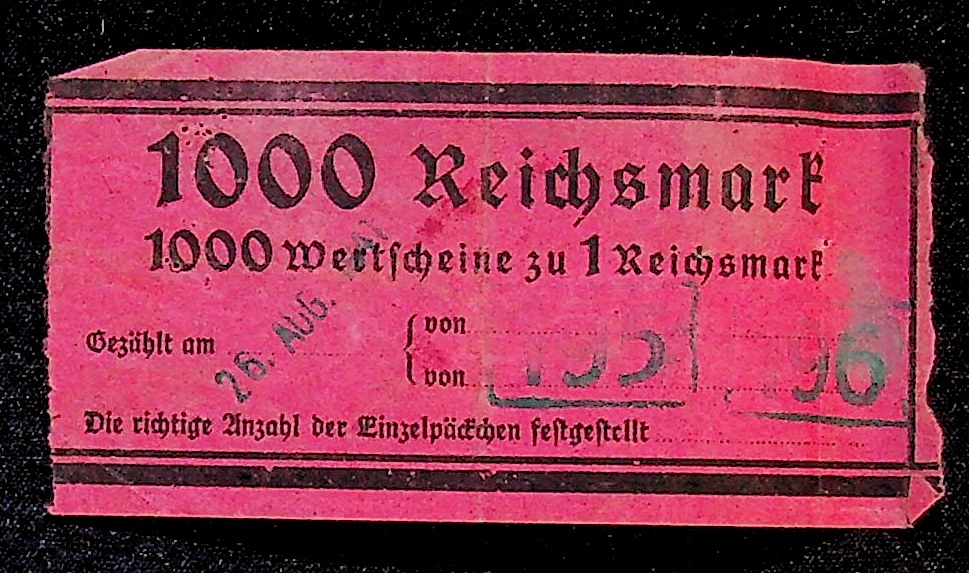 1000 Reichsmark
1000 Wertscheine zu 1 Reichsmark
Gezählt am 26. AUG. von
von
195 96
Die richtige Anzahl der Einzelpäckchen festgestellt